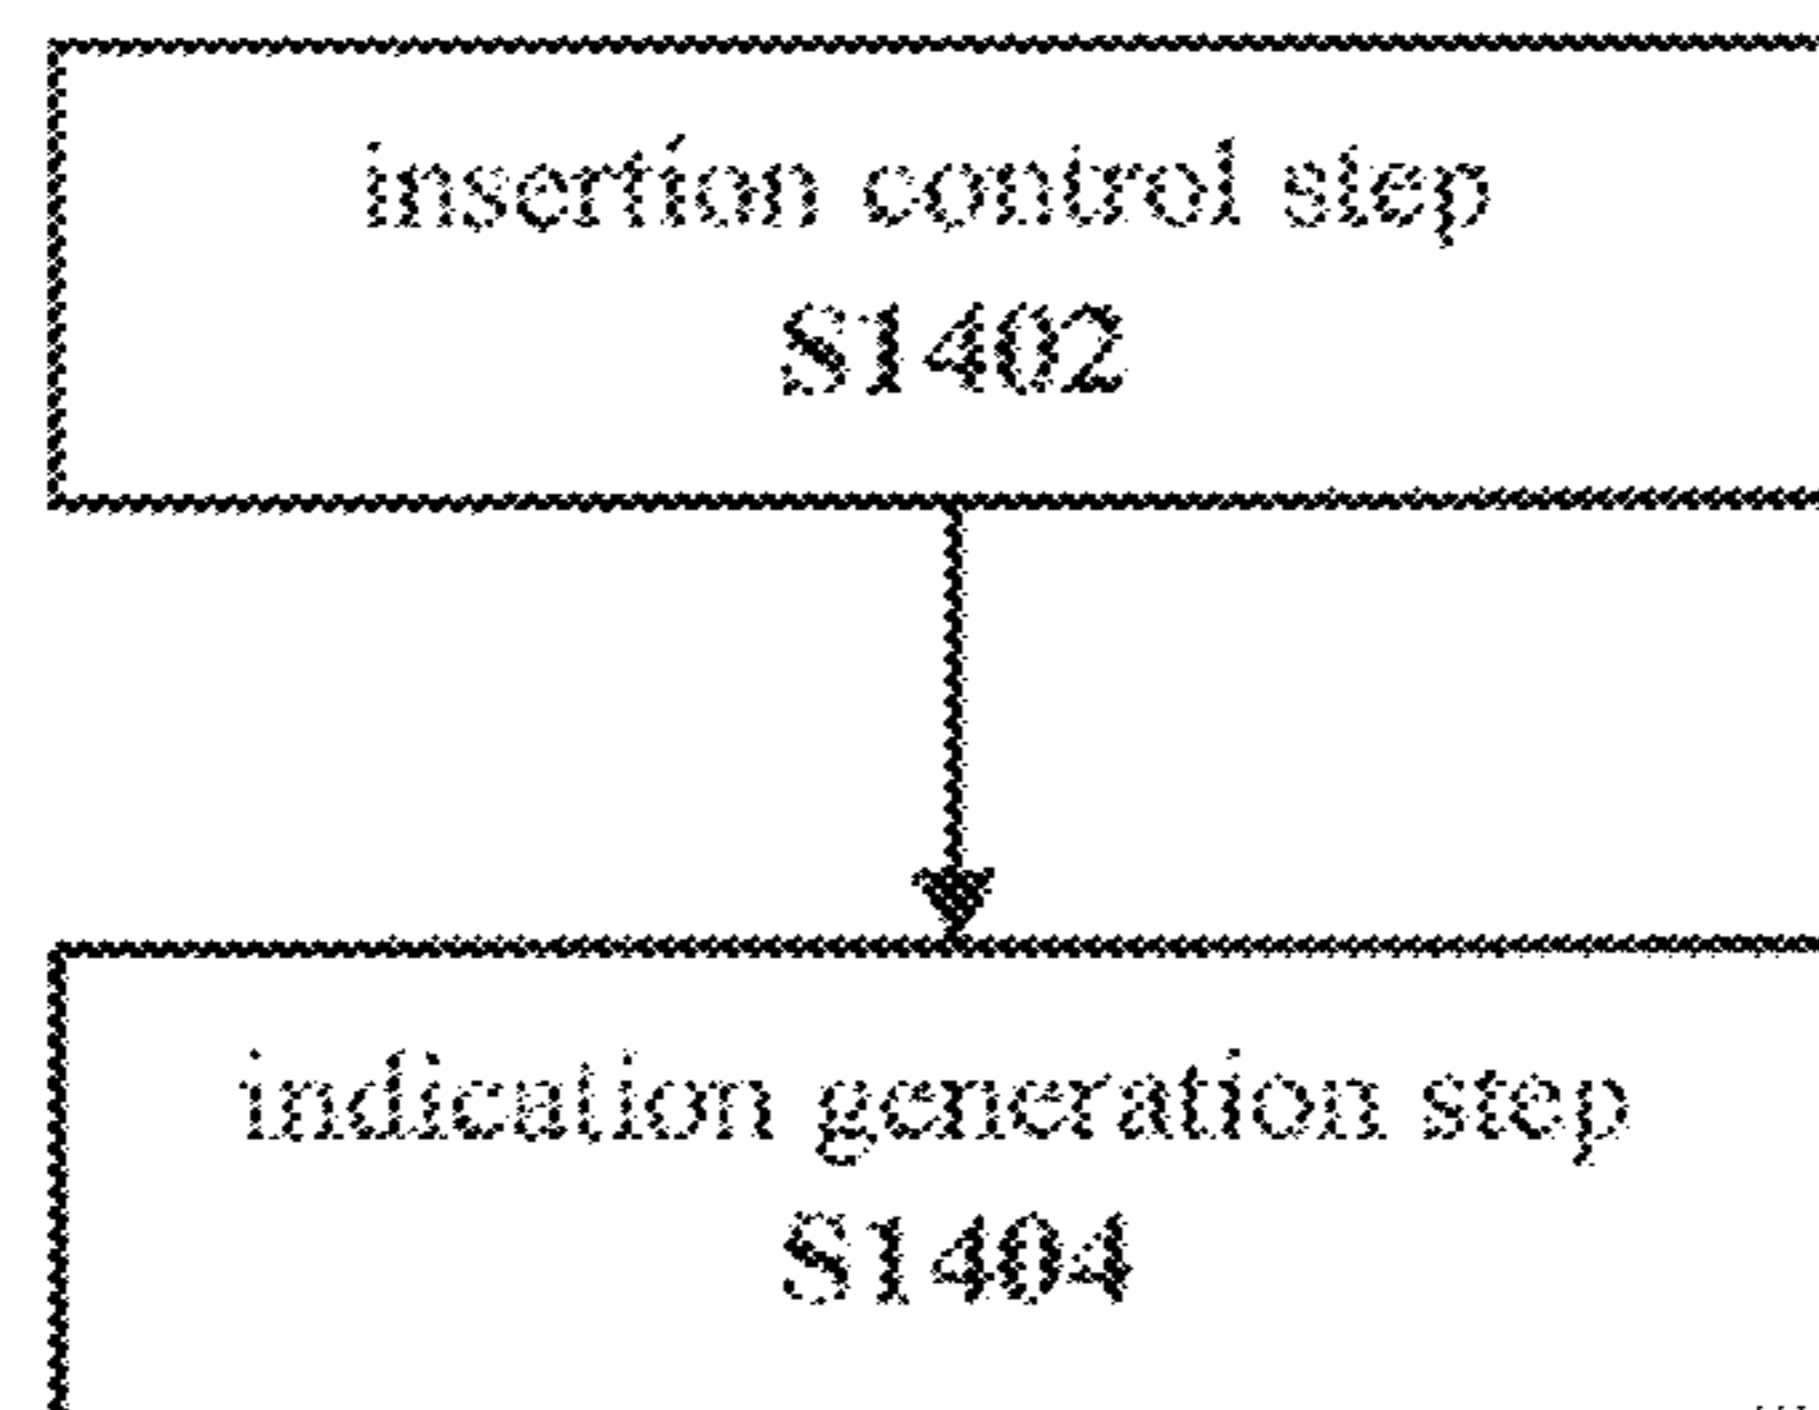 insertion control step
S1402
indication generation step
S1404